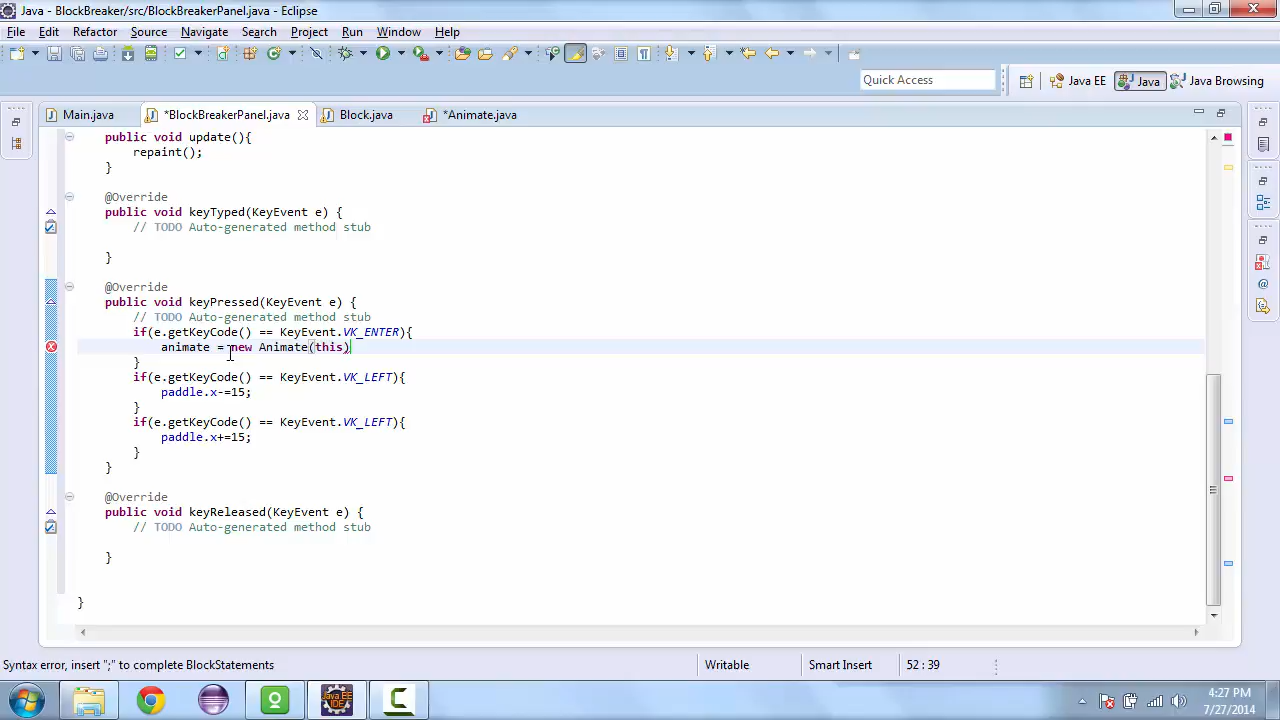 Java - BlockBreaker/src/BlockBreakerPanel.java - Eclipse
File Edit Refactor Source Navigate Search Project Run Window Help
Quick Access
Java EE
Java
Java Browsing
Main.java
*BlockBreakerPanel.java
Block.java
*Animate.java
public void update(){
repaint();
}
@Override
public void keyTyped(KeyEvent e) {
// TODO Auto-generated method stub
}
@Override
public void keyPressed(KeyEvent e) {
// TODO Auto-generated method stub
if(e.getKeyCode() == KeyEvent.VK_ENTER){
animate = new Animate(this)
}
if(e.getKeyCode() == KeyEvent.VK_LEFT){
paddle.x-=15;
}
if(e.getKeyCode() == KeyEvent.VK_LEFT){
paddle.x+=15;
}
}
@Override
public void keyReleased(KeyEvent e) {
// TODO Auto-generated method stub
}
}
Syntax error, insert ";" to complete BlockStatements
Writable
Smart Insert
52 : 39
Java EE
IDE
4:27 PM
7/27/2014